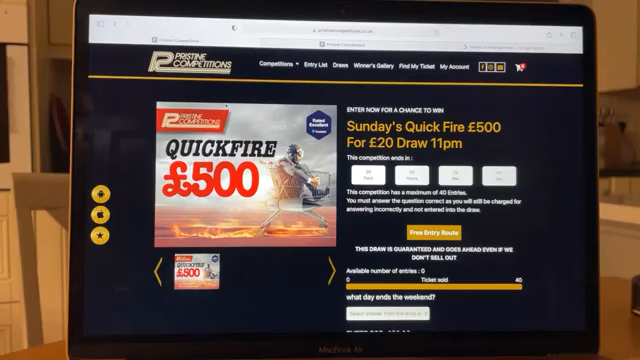 pristinecompetitions.co.uk
Pristine Competitions
PRISTINE
COMPETITIONS
Competitions Entry List Draws Winner's Gallery Find My Ticket My Account
PRISTINE
COMPETITIONS
Rated
Excellent
QUICKFIRE
£500
ENTER NOW FOR A CHANCE TO WIN
Sunday's Quick Fire £500
For £20 Draw 11pm
This competition ends in :
This competition has a maximum of 40 Entries.
You must answer the question correct as you will still be charged for
answering incorrectly and not entered into the draw.
Free Entry Route
THIS DRAW IS GUARANTEED AND GOES AHEAD EVEN IF WE
DON'T SELL OUT
Available number of entries : 0
0 Ticket sold 40
what day ends the weekend?
QUICKFIRE
£500
MacBook Air